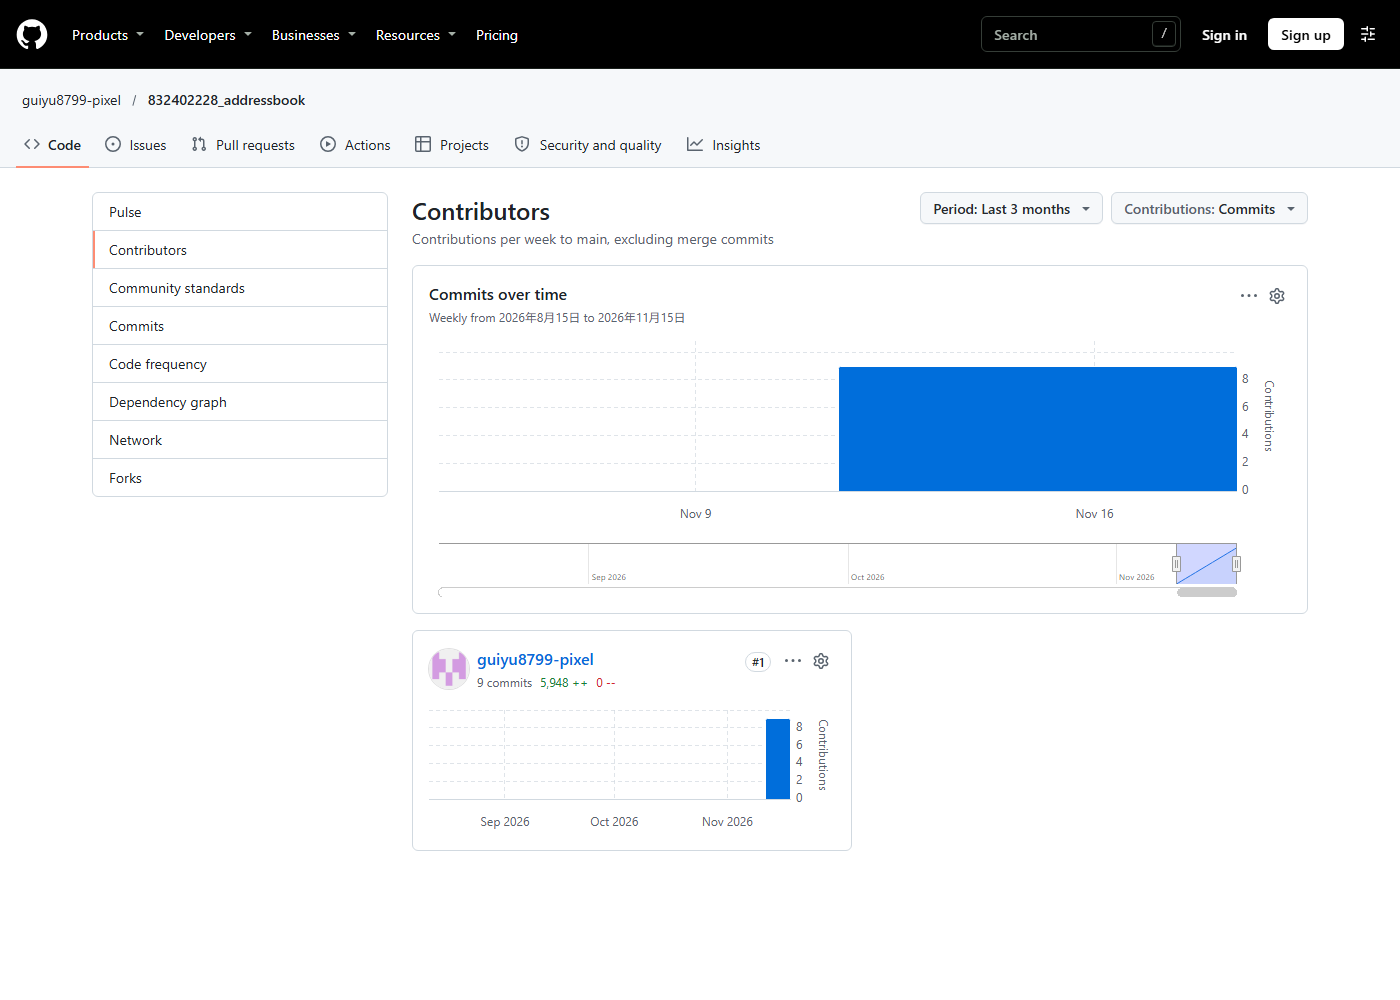 Products Developers Businesses Resources Pricing Search / Sign in Sign up
guiyu8799-pixel / 832402228_addressbook
Code Issues Pull requests Actions Projects Security and quality Insights
Pulse
Contributors
Community standards
Commits
Code frequency
Dependency graph
Network
Forks
Contributors
Period: Last 3 months Contributions: Commits
Contributions per week to main, excluding merge commits
Commits over time
Weekly from 2026年8月15日 to 2026年11月15日
8
6
4
2
0
Contributions
Nov 9 Nov 16
Sep 2026 Oct 2026 Nov 2026
guiyu8799-pixel #1
9 commits 5,948 ++ 0 --
8
6
4
2
0
Contributions
Sep 2026 Oct 2026 Nov 2026